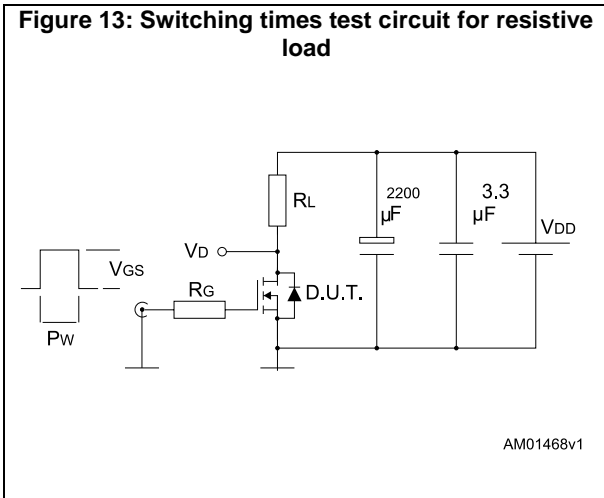 Figure 13: Switching times test circuit for resistive
load
RL
2200
μF
3.3
μF
VDD
VD
VGS
RG
D.U.T.
PW
AM01468v1